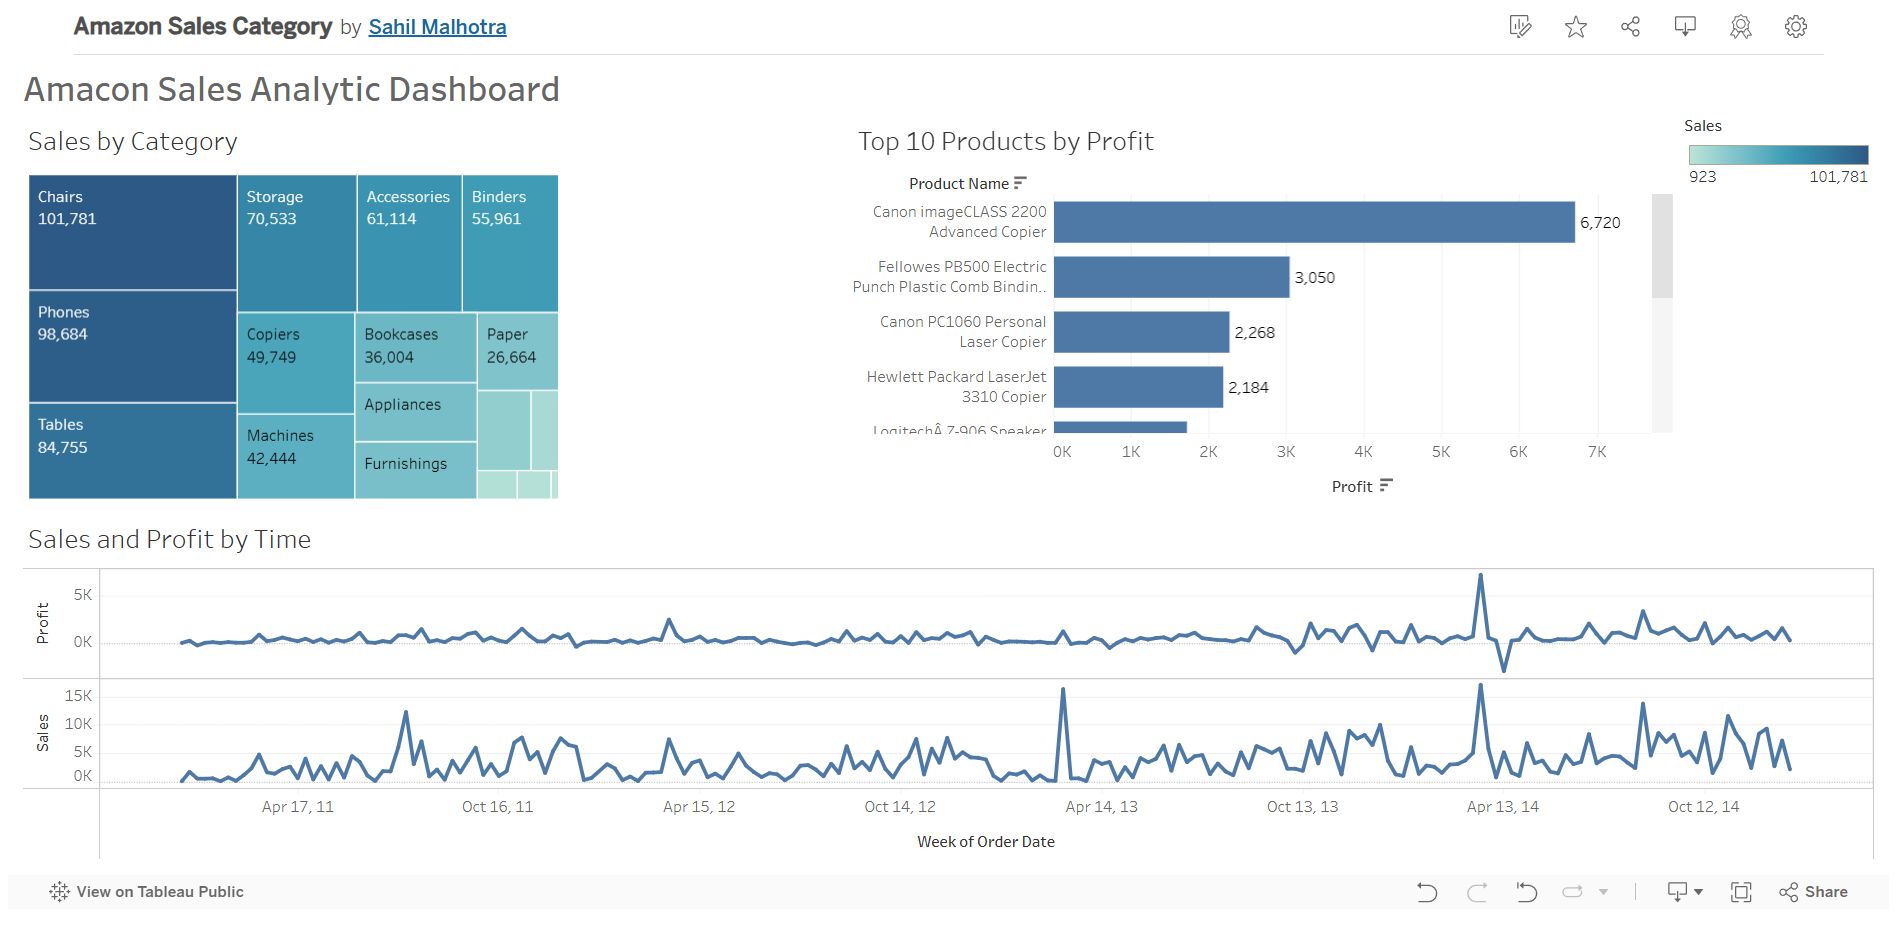 Amazon Sales Category by Sahil Malhotra
Amacon Sales Analytic Dashboard
Sales by Category
Chairs
101,781
Phones
98,684
Tables
84,755
Storage
70,533
Accessories
61,114
Binders
55,961
Copiers
49,749
Machines
42,444
Bookcases
36,004
Appliances
Furnishings
Paper
26,664
Top 10 Products by Profit
Product Name
Canon imageCLASS 2200
Advanced Copier
6,720
Fellowes PB500 Electric
Punch Plastic Comb Bindin..
3,050
Canon PC1060 Personal
Laser Copier
2,268
Hewlett Packard LaserJet
3310 Copier
2,184
LogitechÂ Z-906 Speaker
0K 1K 2K 3K 4K 5K 6K 7K
Profit
Sales
923 101,781
Sales and Profit by Time
Profit
5K
0K
Sales
15K
10K
5K
0K
Apr 17, 11 Oct 16, 11 Apr 15, 12 Oct 14, 12 Apr 14, 13 Oct 13, 13 Apr 13, 14 Oct 12, 14
Week of Order Date
View on Tableau Public
Share